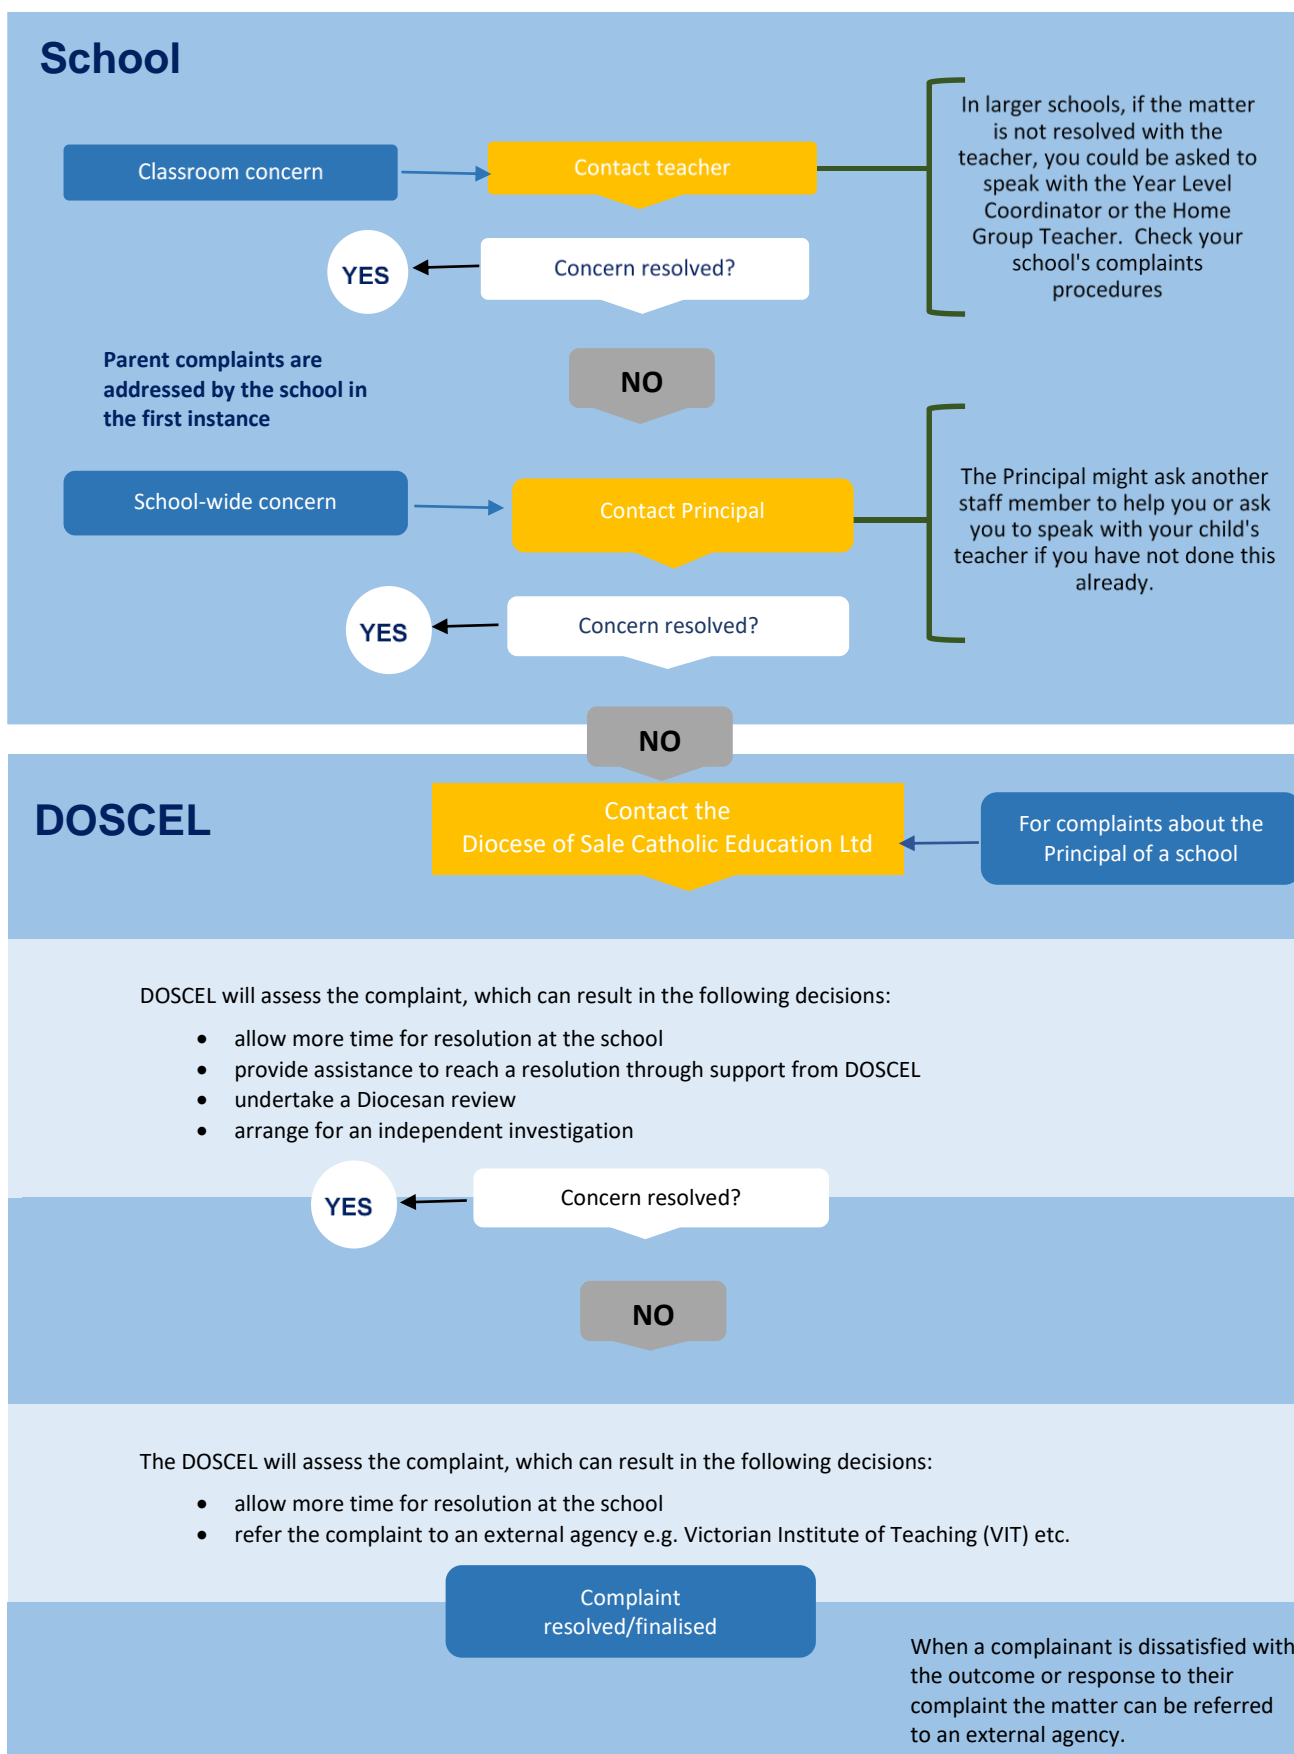 School
Classroom concern
Contact teacher
In larger schools, if the matter
is not resolved with the
teacher, you could be asked to
speak with the Year Level
Coordinator or the Home
Group Teacher.  Check your
school's complaints
procedures
YES
Concern resolved?
Parent complaints are
addressed by the school in
the first instance
NO
School-wide concern
Contact Principal
The Principal might ask another
staff member to help you or ask
you to speak with your child's
teacher if you have not done this
already.
YES
Concern resolved?
NO
DOSCEL
Contact the
Diocese of Sale Catholic Education Ltd
For complaints about the
Principal of a school
DOSCEL will assess the complaint, which can result in the following decisions:
• allow more time for resolution at the school
• provide assistance to reach a resolution through support from DOSCEL
• undertake a Diocesan review
• arrange for an independent investigation
YES
Concern resolved?
NO
The DOSCEL will assess the complaint, which can result in the following decisions:
• allow more time for resolution at the school
• refer the complaint to an external agency e.g. Victorian Institute of Teaching (VIT) etc.
Complaint
resolved/finalised
When a complainant is dissatisfied with
the outcome or response to their
complaint the matter can be referred
to an external agency.